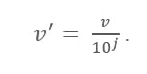 v′ = v/10^j .